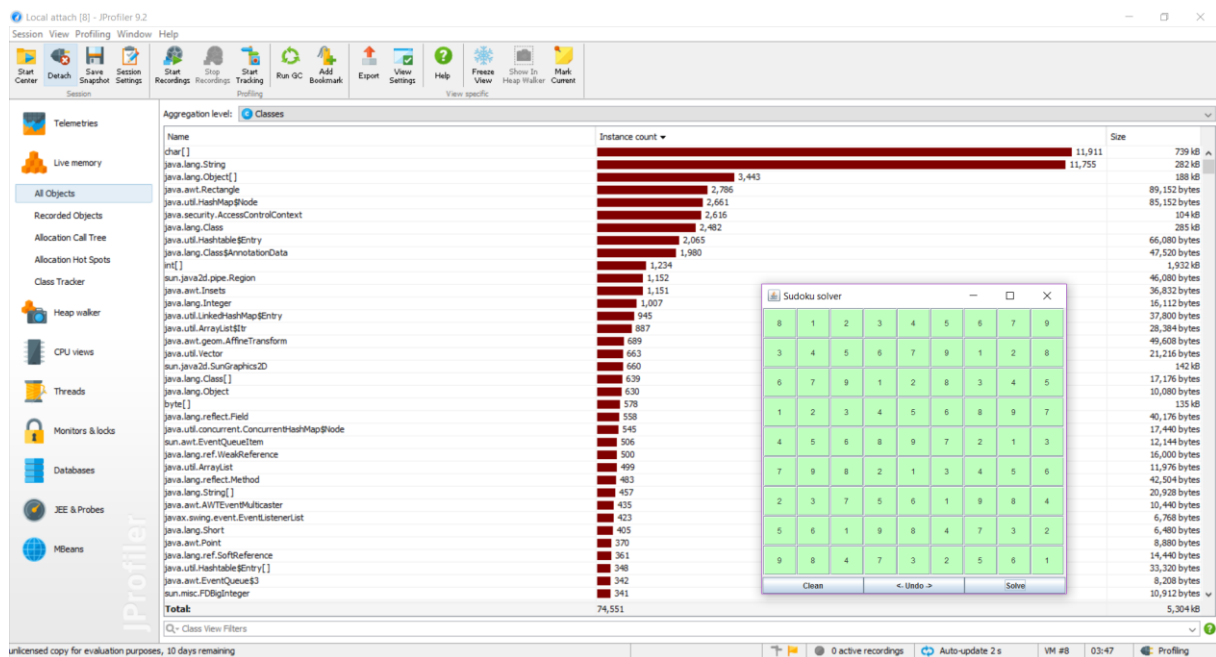 Local attach [8] - JProfiler 9.2
Session View Profiling Window Help
Start Center
Detach
Save Snapshot
Session Settings
Start Recordings
Stop Recordings
Start Tracking
Run GC
Add Bookmark
Export
View Settings
Help
Freeze View
Show In Heap Walker
Mark Current
Session
Profiling
View specific
Telemetries
Live memory
All Objects
Recorded Objects
Allocation Call Tree
Allocation Hot Spots
Class Tracker
Heap walker
CPU views
Threads
Monitors & locks
Databases
JEE & Probes
MBeans
JProfiler
Aggregation level: Classes
Name Instance count Size
char[ ] 11,911 739 kB
java.lang.String 11,755 282 kB
java.lang.Object[ ] 3,443 188 kB
java.awt.Rectangle 2,786 89,152 bytes
java.util.HashMap$Node 2,661 85,152 bytes
java.security.AccessControlContext 2,616 104 kB
java.lang.Class 2,482 285 kB
java.util.Hashtable$Entry 2,065 66,080 bytes
java.lang.Class$AnnotationData 1,980 47,520 bytes
int[ ] 1,234 1,932 kB
sun.java2d.pipe.Region 1,152 46,080 bytes
java.awt.Insets 1,151 36,832 bytes
java.lang.Integer 1,007 16,112 bytes
java.util.LinkedHashMap$Entry 945 37,800 bytes
java.util.ArrayList$Itr 887 28,384 bytes
java.awt.geom.AffineTransform 689 49,608 bytes
java.util.Vector 663 21,216 bytes
sun.java2d.SunGraphics2D 660 142 kB
java.lang.Class[ ] 639 17,176 bytes
java.lang.Object 630 10,080 bytes
byte[ ] 578 135 kB
java.lang.reflect.Field 558 40,176 bytes
java.util.concurrent.ConcurrentHashMap$Node 545 17,440 bytes
sun.awt.EventQueueItem 506 12,144 bytes
java.lang.ref.WeakReference 500 16,000 bytes
java.util.ArrayList 499 11,976 bytes
java.lang.reflect.Method 483 42,504 bytes
java.lang.String[ ] 457 20,928 bytes
java.awt.AWTEventMulticaster 435 10,440 bytes
javax.swing.event.EventListenerList 423 6,768 bytes
java.lang.Short 405 6,480 bytes
java.awt.Point 370 8,880 bytes
java.lang.ref.SoftReference 361 14,440 bytes
java.util.Hashtable$Entry[ ] 348 33,320 bytes
java.awt.EventQueue$3 342 8,208 bytes
sun.misc.FDBigInteger 341 10,912 bytes
Total: 74,551 5,304 kB
Class View Filters
Sudoku solver
8 1 2 3 4 5 6 7 9
3 4 5 6 7 9 1 2 8
6 7 9 1 2 8 3 4 5
1 2 3 4 5 6 8 9 7
4 5 6 8 9 7 2 1 3
7 9 8 2 1 3 4 5 6
2 3 7 5 6 1 9 8 4
5 6 1 9 8 4 7 3 2
9 8 4 7 3 2 5 6 1
Clean <- Undo -> Solve
unlicensed copy for evaluation purposes, 10 days remaining
0 active recordings
Auto-update 2 s
VM #8
03:47
Profiling